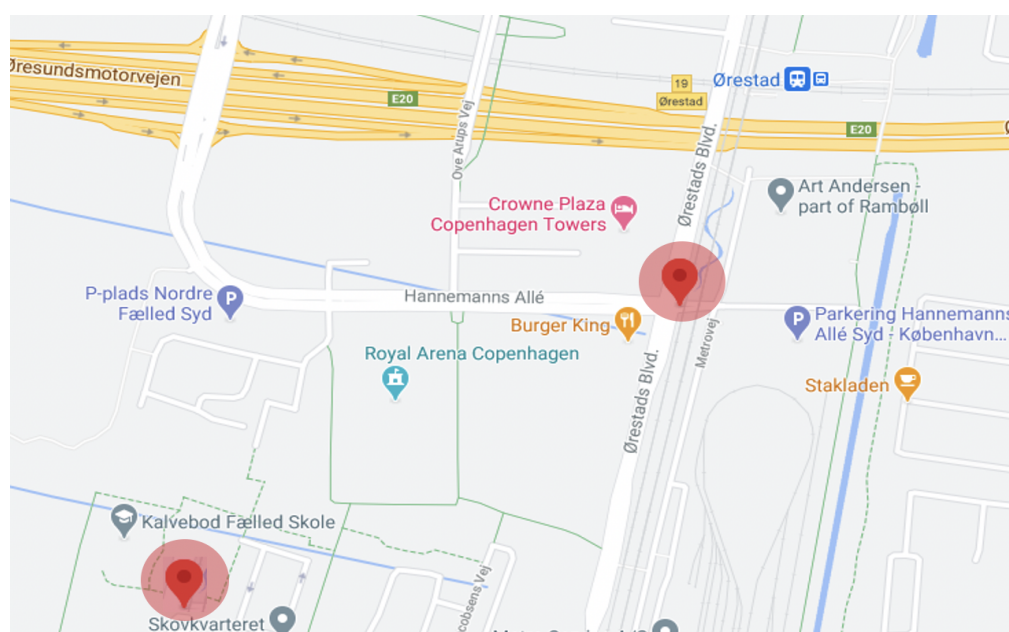 Øresundsmotorvejen
E20
Ove Arups Vej
19
Ørestad
Ørestad
E20
Ørestads Blvd.
Art Andersen -
part of Rambøll
Crowne Plaza
Copenhagen Towers
P-plads Nordre
Fælled Syd
P
Hannemanns Allé
Burger King
Parkering Hannemanns
Allé Syd - København...
P
Royal Arena Copenhagen
Metrovej
Ørestads Blvd.
Stakladen
Kalvebod Fælled Skole
Skovkvarteret